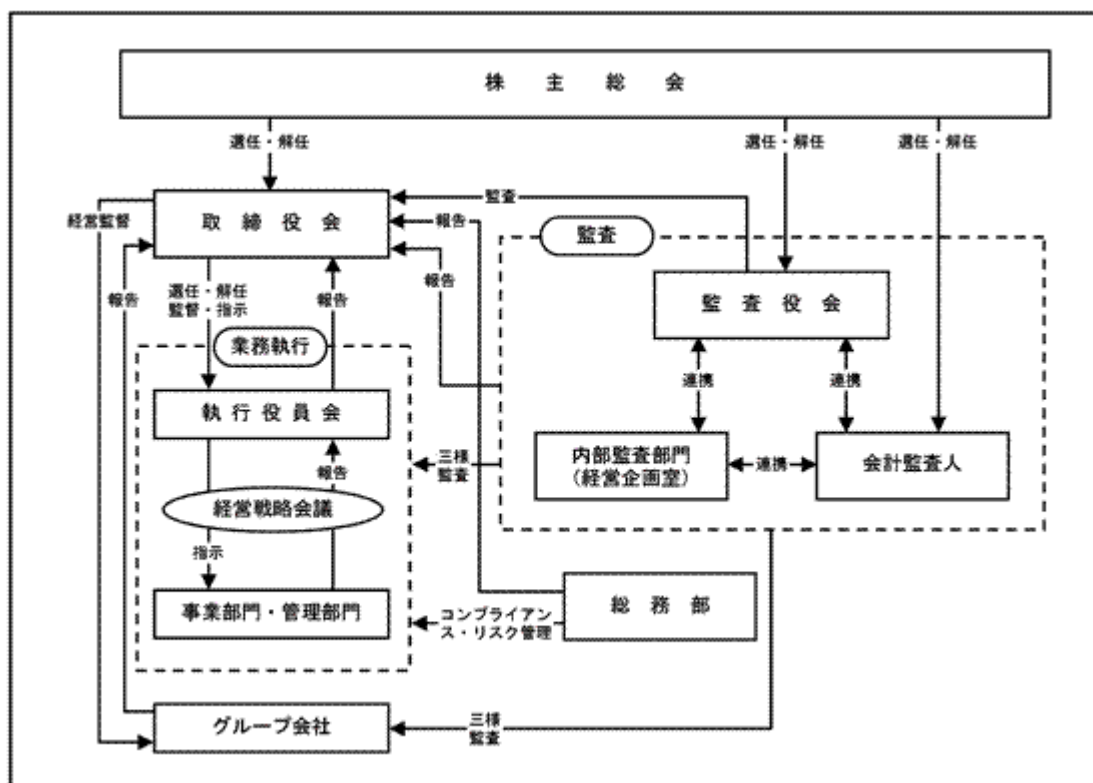 株主総会
選任・解任
選任・解任
選任・解任
取締役会
監査
報告
経営監督
監査
報告
報告
選任・解任
監督・指示
報告
監査役会
業務執行
連携
連携
執行役員会
内部監査部門
(経営企画室)
連携
会計監査人
三様
監査
報告
経営戦略会議
指示
事業部門・管理部門
総務部
コンプライアン
ス・リスク管理
グループ会社
三様
監査